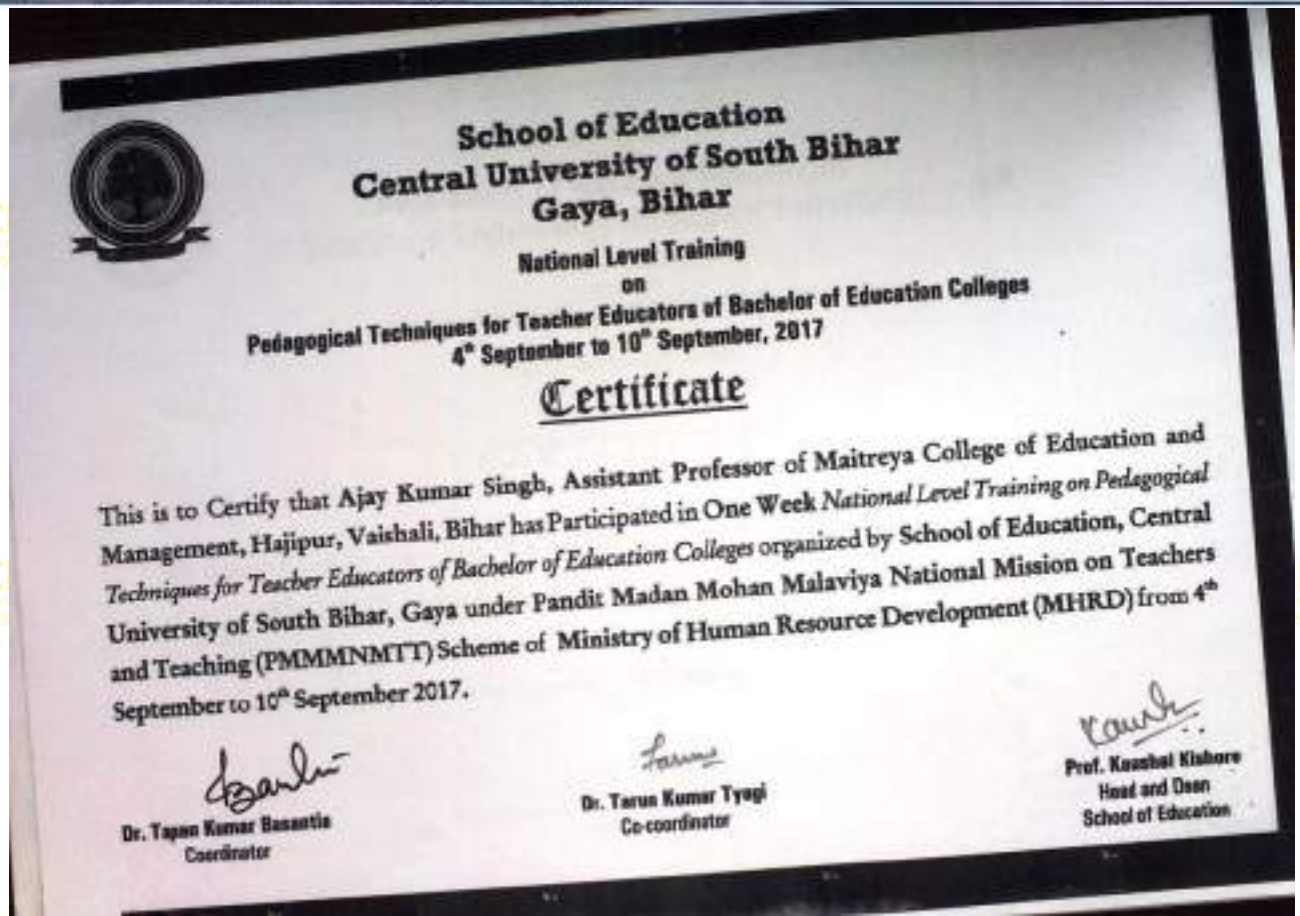 School of Education
Central University of South Bihar
Gaya, Bihar
National Level Training
on
Pedagogical Techniques for Teacher Educators of Bachelor of Education Colleges
4th September to 10th September, 2017
Certificate
This is to Certify that Ajay Kumar Singh, Assistant Professor of Maitreya College of Education and
Management, Hajipur, Vaishali, Bihar has Participated in One Week National Level Training on Pedagogical
Techniques for Teacher Educators of Bachelor of Education Colleges organized by School of Education, Central
University of South Bihar, Gaya under Pandit Madan Mohan Malaviya National Mission on Teachers
and Teaching (PMMMNMTT) Scheme of Ministry of Human Resource Development (MHRD) from 4th
September to 10th September 2017.
Dr. Tapan Kumar Basantia
Coordinator
Dr. Tarun Kumar Tyagi
Co-coordinator
Prof. Kaushal Kishore
Head and Dean
School of Education